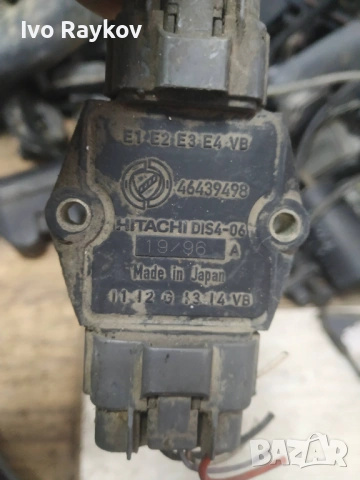 Ivo Raykov
E1 E2 E3 E4 VB
FIAT
46439498
HITACHI DIS4-06
19/96 A
Made in Japan
I1 I2 G I3 I4 VB
BAZAR